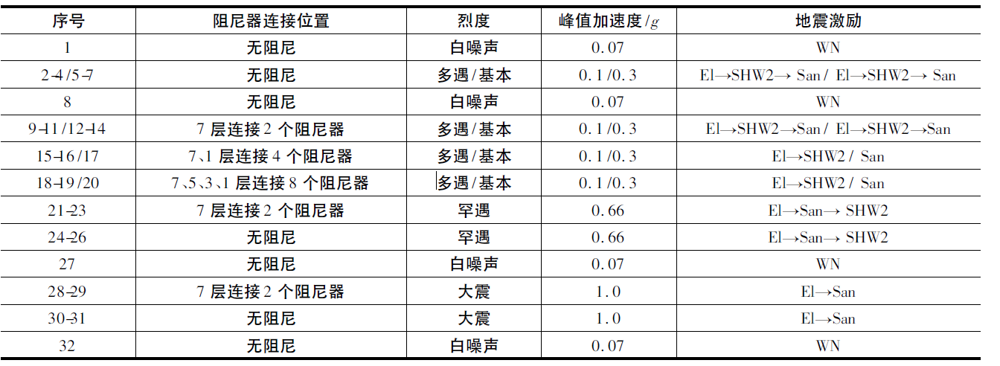 序号 阻尼器连接位置 烈度 峰值加速度/g 地震激励
1 无阻尼 白噪声 0.07 WN
2-4/5-7 无阻尼 多遇/基本 0.1/0.3 El→SHW2→ San/ El→SHW2→ San
8 无阻尼 白噪声 0.07 WN
9-11/12-14 7层连接2个阻尼器 多遇/基本 0.1/0.3 El→SHW2→San/ El→SHW2→San
15-16/17 7、1层连接4个阻尼器 多遇/基本 0.1/0.3 El→SHW2/ San
18-19/20 7、5、3、1层连接8个阻尼器 多遇/基本 0.1/0.3 El→SHW2/ San
21-23 7层连接2个阻尼器 罕遇 0.66 El→San→ SHW2
24-26 无阻尼 罕遇 0.66 El→San→ SHW2
27 无阻尼 白噪声 0.07 WN
28-29 7层连接2个阻尼器 大震 1.0 El→San
30-31 无阻尼 大震 1.0 El→San
32 无阻尼 白噪声 0.07 WN